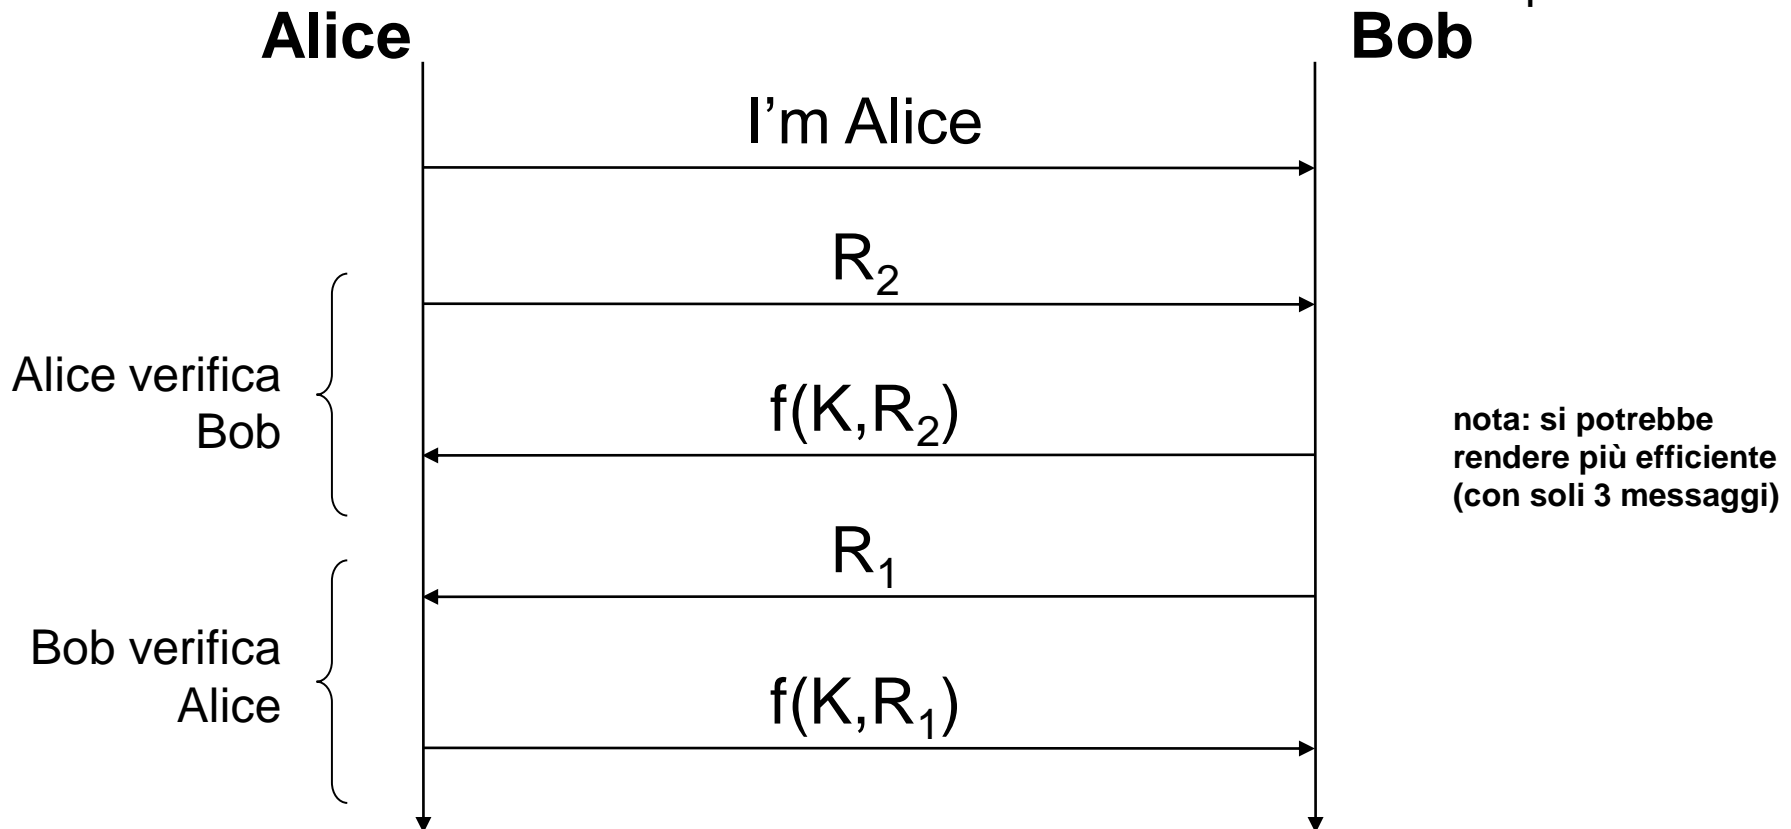 Alice Bob
I’m Alice
R₂
Alice verifica
Bob
f(K,R₂)
nota: si potrebbe
rendere più efficiente
(con soli 3 messaggi)
R₁
Bob verifica
Alice
f(K,R₁)